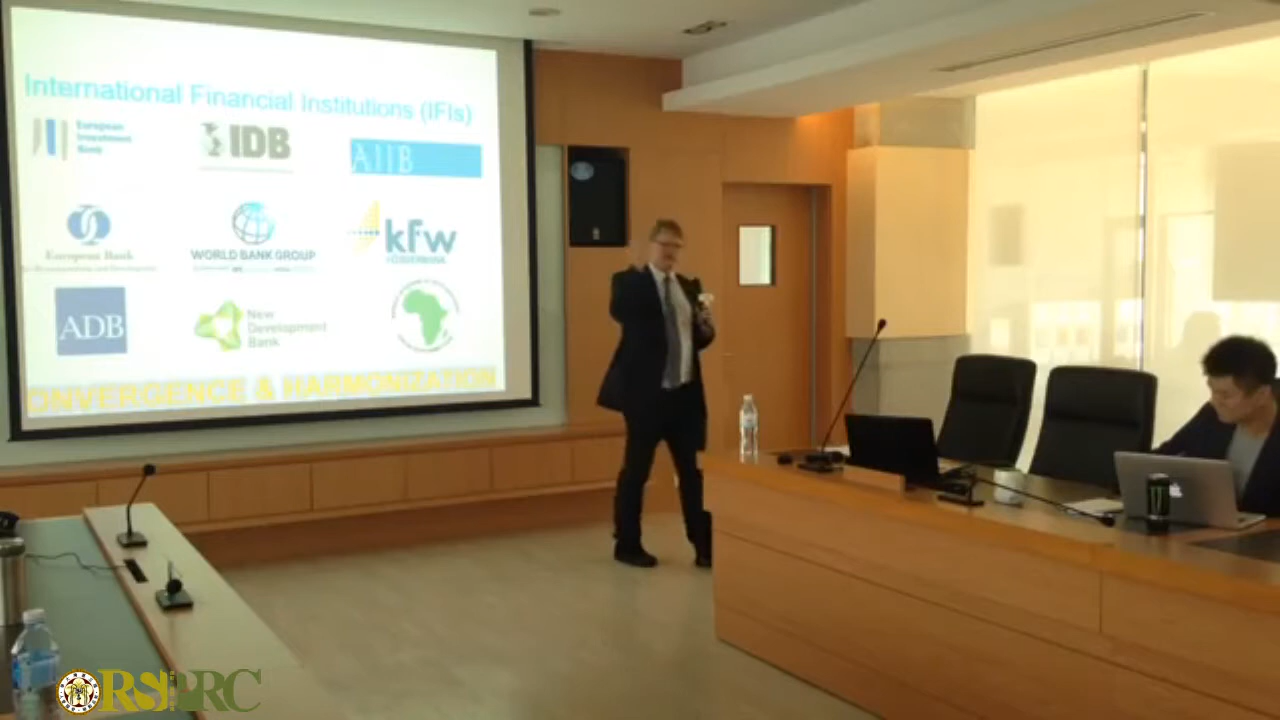 International Financial Institutions (IFIs)
European
Investment
Bank
IDB
AIIB
European Bank
WORLD BANK GROUP
kfw
ADB
New
Development
Bank
ONVERGENCE & HARMONIZATION
RSPRC